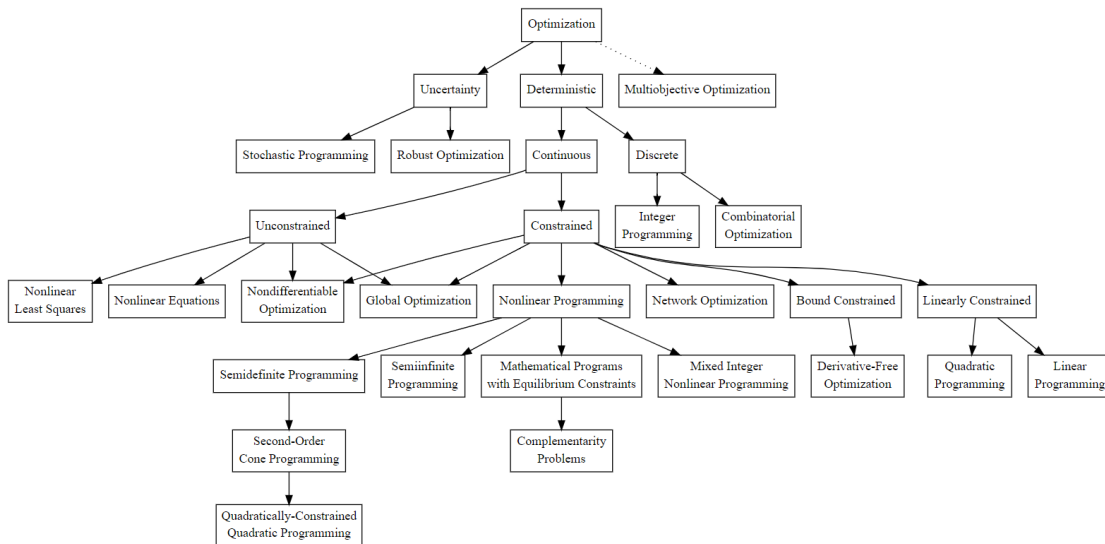 Optimization
Uncertainty
Deterministic
Multiobjective Optimization
Stochastic Programming
Robust Optimization
Continuous
Discrete
Unconstrained
Constrained
Integer
Programming
Combinatorial
Optimization
Nonlinear
Least Squares
Nonlinear Equations
Nondifferentiable
Optimization
Global Optimization
Nonlinear Programming
Network Optimization
Bound Constrained
Linearly Constrained
Semidefinite Programming
Semiinfinite
Programming
Mathematical Programs
with Equilibrium Constraints
Mixed Integer
Nonlinear Programming
Derivative-Free
Optimization
Quadratic
Programming
Linear
Programming
Second-Order
Cone Programming
Complementarity
Problems
Quadratically-Constrained
Quadratic Programming